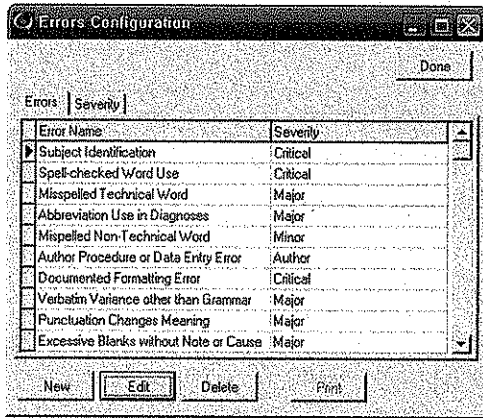 Errors Configuration
Done
Errors Severity
Error Name Severity
Subject Identification Critical
Spell-checked Word Use Critical
Misspelled Technical Word Major
Abbreviation Use in Diagnoses Major
Mispelled Non-Technical Word Minor
Author Procedure or Data Entry Error Author
Documented Formatting Error Critical
Verbatim Variance other than Grammar Major
Punctuation Changes Meaning Major
Excessive Blanks without Note or Cause Major
New Edit Delete Print